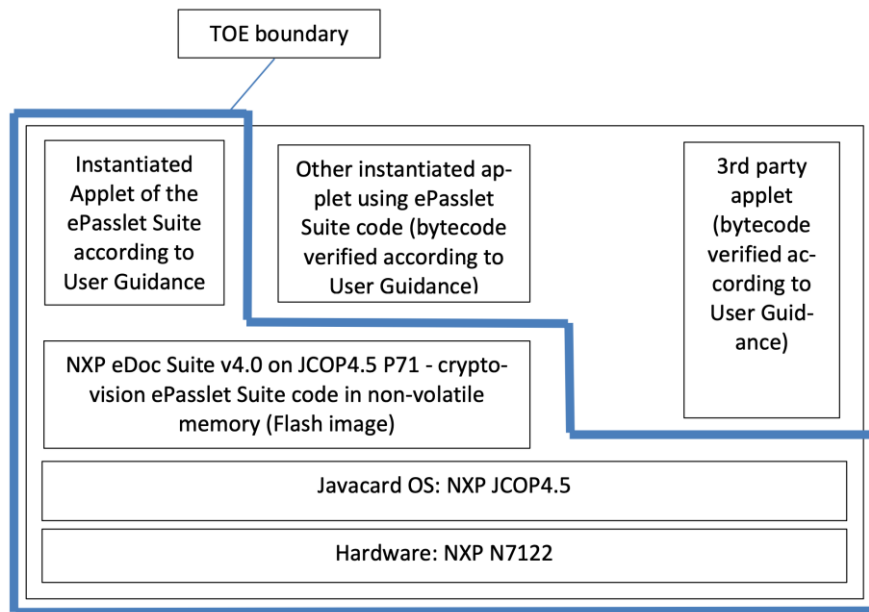 TOE boundary
Instantiated
Applet of the
ePasslet Suite
according to
User Guidance
Other instantiated ap-
plet using ePasslet
Suite code (bytecode
verified according to
User Guidance)
3rd party
applet
(bytecode
verified ac-
cording to
User Guid-
ance)
NXP eDoc Suite v4.0 on JCOP4.5 P71 - crypto-
vision ePasslet Suite code in non-volatile
memory (Flash image)
Javacard OS: NXP JCOP4.5
Hardware: NXP N7122